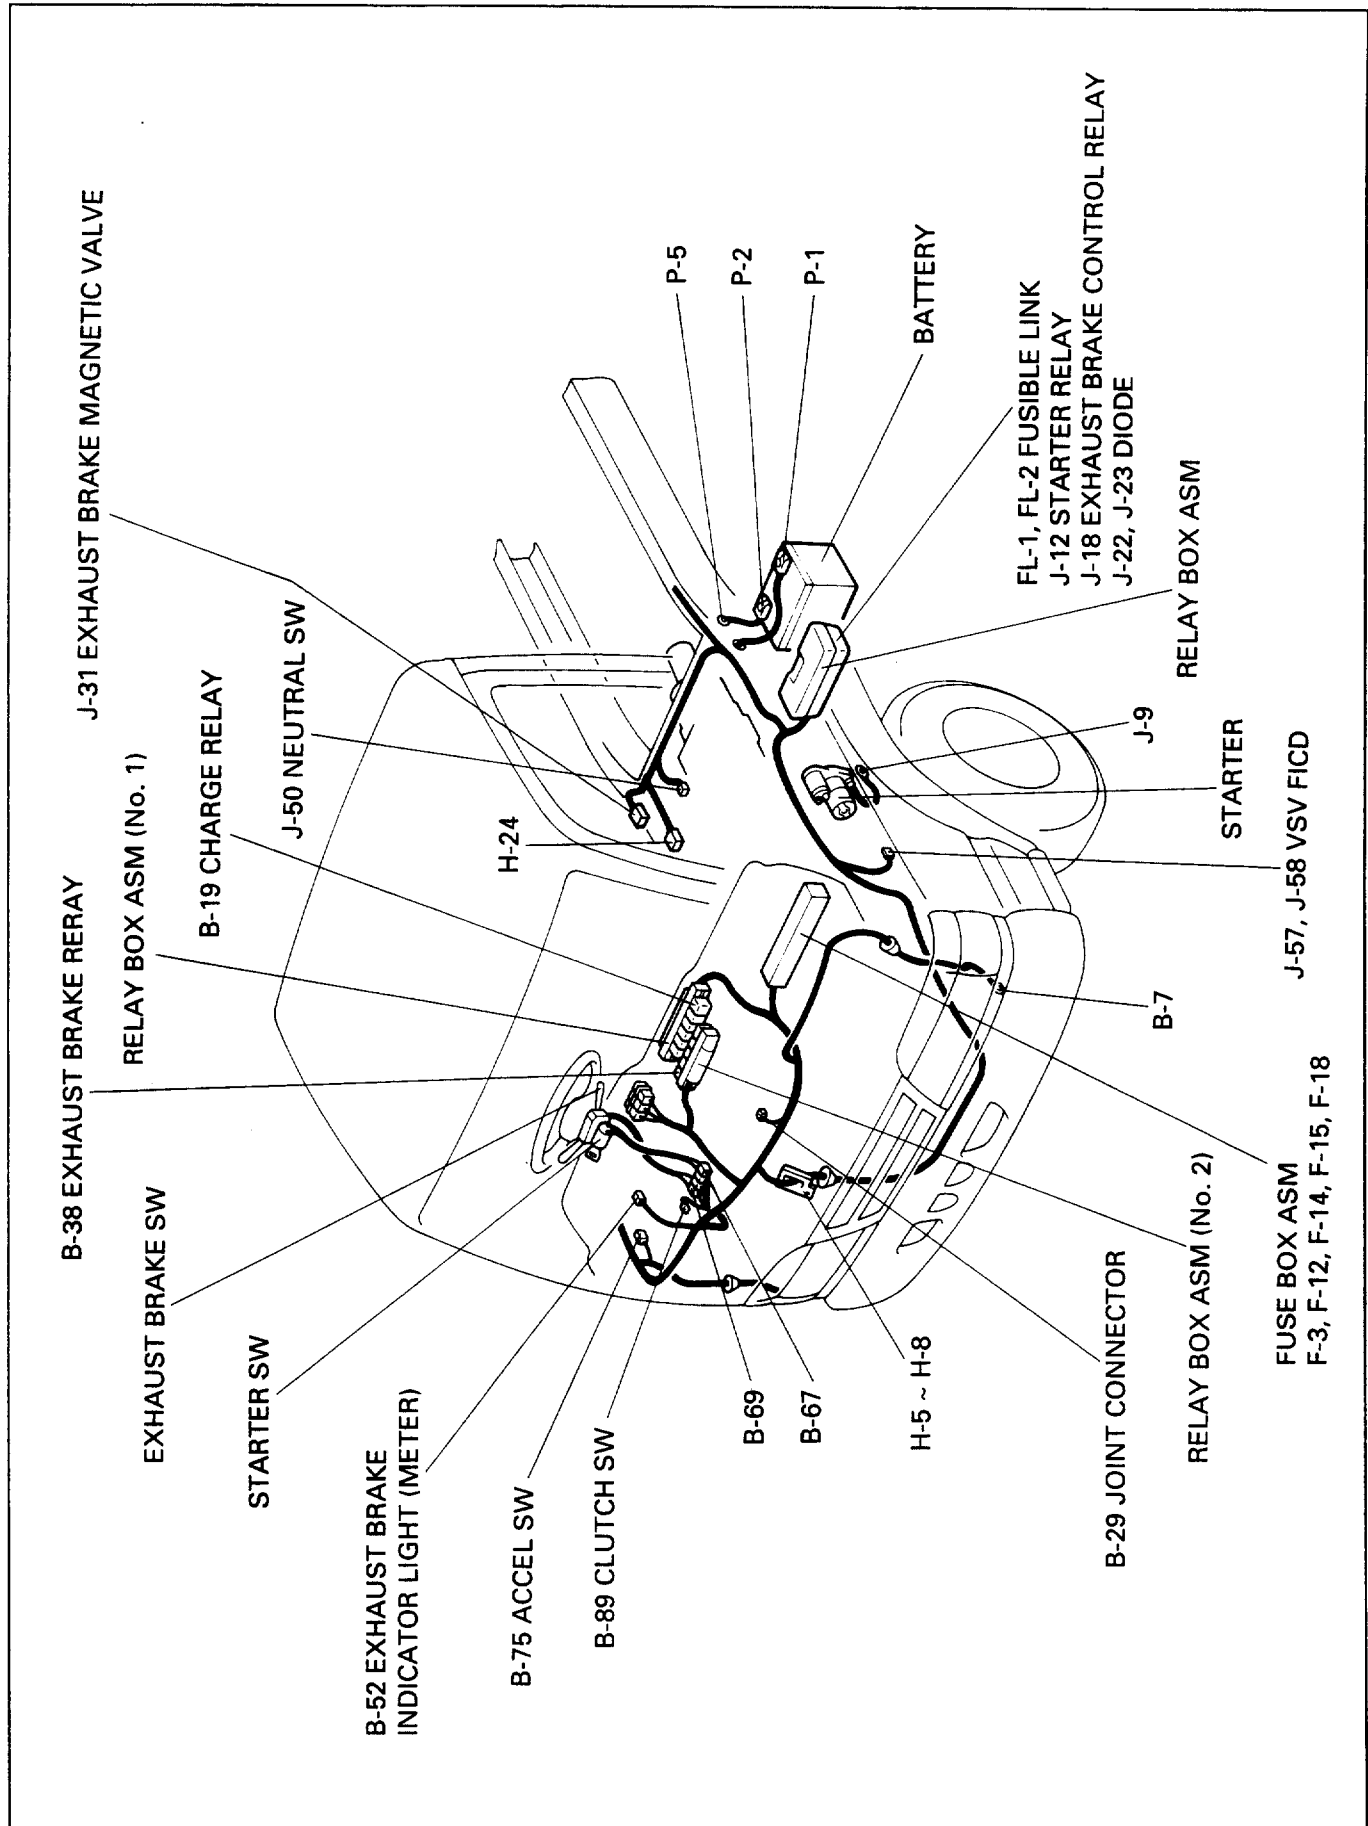 J-31 EXHAUST BRAKE MAGNETIC VALVE
B-38 EXHAUST BRAKE RERAY
RELAY BOX ASM (No. 1)
B-19 CHARGE RELAY
J-50 NEUTRAL SW
H-24
EXHAUST BRAKE SW
STARTER SW
B-52 EXHAUST BRAKE
INDICATOR LIGHT (METER)
B-75 ACCEL SW
B-89 CLUTCH SW
B-69
B-67
H-5 ~ H-8
B-29 JOINT CONNECTOR
RELAY BOX ASM (No. 2)
FUSE BOX ASM
F-3, F-12, F-14, F-15, F-18
B-7
J-57, J-58 VSV FICD
STARTER
J-9
RELAY BOX ASM
FL-1, FL-2 FUSIBLE LINK
J-12 STARTER RELAY
J-18 EXHAUST BRAKE CONTROL RELAY
J-22, J-23 DIODE
BATTERY
P-1
P-2
P-5